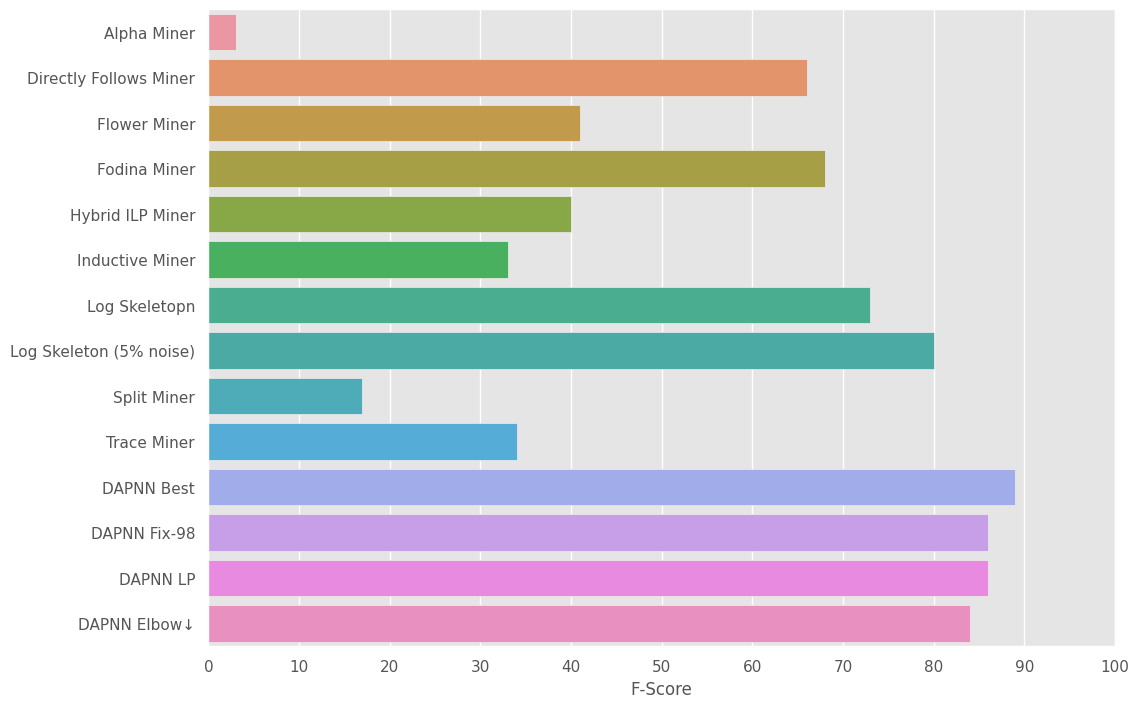 Alpha Miner
Directly Follows Miner
Flower Miner
Fodina Miner
Hybrid ILP Miner
Inductive Miner
Log Skeletopn
Log Skeleton (5% noise)
Split Miner
Trace Miner
DAPNN Best
DAPNN Fix-98
DAPNN LP
DAPNN Elbow↓
0 10 20 30 40 50 60 70 80 90 100
F-Score